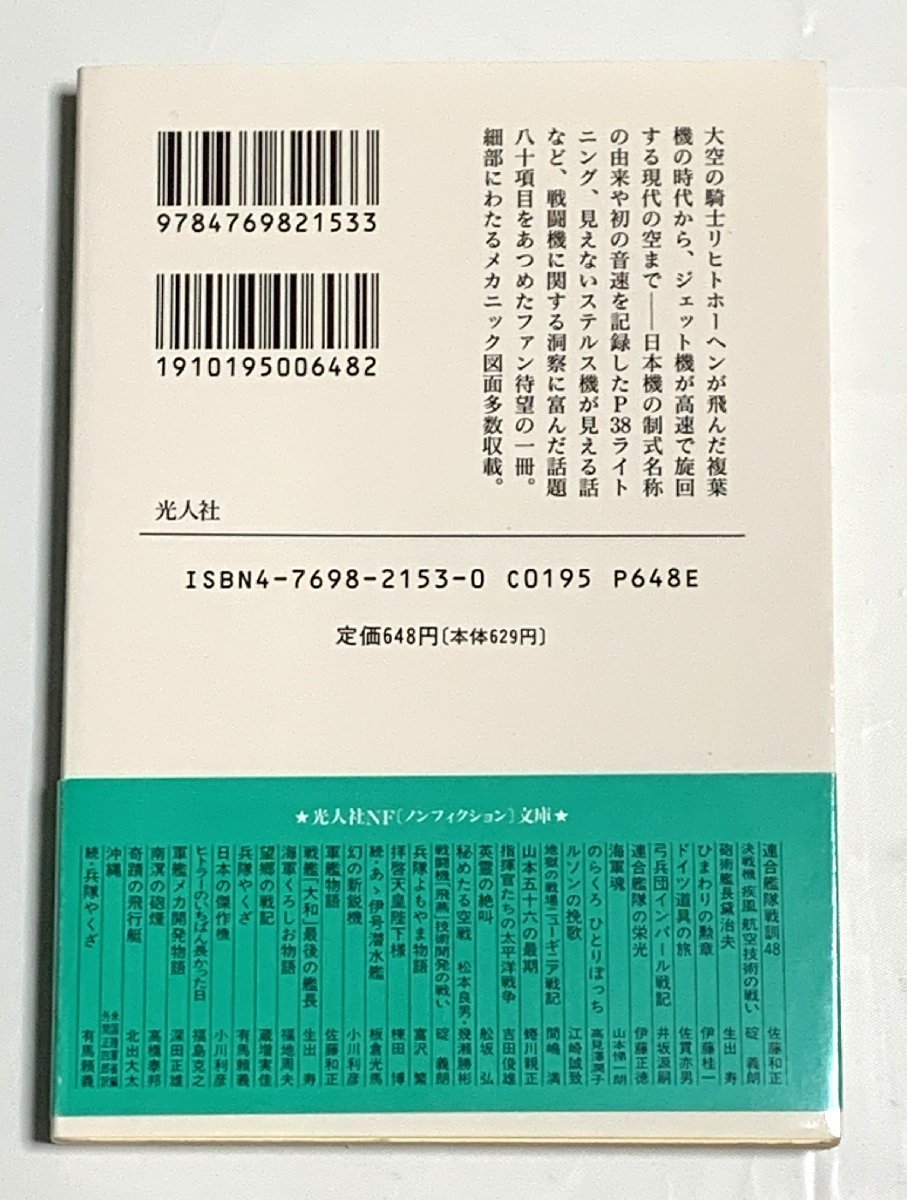 大空の騎士リヒトホーヘンが飛んだ複葉
機の時代から、ジェット機が高速で旋回
する現代の空まで――日本機の制式名称
の由来や初の音速を記録したP38ライト
ニング、見えないステルス機が見える話
など、戦闘機に関する洞察に富んだ話題
八十項目をあつめたファン待望の一冊。
細部にわたるメカニック図面多数収載。
9784769821533
1910195006482
光人社
ISBN4-7698-2153-0 C0195 P648E
定価648円〔本体629円〕
★光人社NF〔ノンフィクション〕文庫★
連合艦隊戦訓48 佐藤和正
決戦機 疾風 航空技術の戦い 碇 義朗
砲術艦長黛治夫 生出 寿
ひまわりの勲章 伊藤桂一
ドイツ道具の旅 佐貫亦男
弓兵団インパール戦記 井坂源嗣
連合艦隊の栄光 伊藤正徳
海軍魂 山本悌一朗
のらくろ ひとりぼっち 高見澤潤子
ルソンの挽歌 江崎誠致
地獄の戦場ニューギニア戦記 間嶋 満
山本五十六の最期 蜷川親正
指揮官たちの太平洋戦争 吉田俊雄
英霊の絶叫 舩坂 弘
秘めたる空戦 松本良男・幾瀬勝彬
戦闘機「飛燕」技術開発の戦い 碇 義朗
兵隊よもやま物語 富沢 繁
拝啓天皇陛下様 棟田 博
続・あゝ伊号潜水艦 板倉光馬
幻の新鋭機 小川利彦
軍艦物語 佐藤和正
戦艦「大和」最後の艦長 生出 寿
海軍くろしお物語 福地周夫
望郷の戦記 蔵増実佳
兵隊やくざ 有馬頼義
日本の傑作機 小川利彦
ヒトラーのいちばん長かった日 福島克之
軍艦メカ開発物語 深田正雄
南溟の砲煙 高橋泰邦
奇蹟の飛行艇 北出大太
沖縄 米国陸軍省編 外間正四郎訳
続・兵隊やくざ 有馬頼義